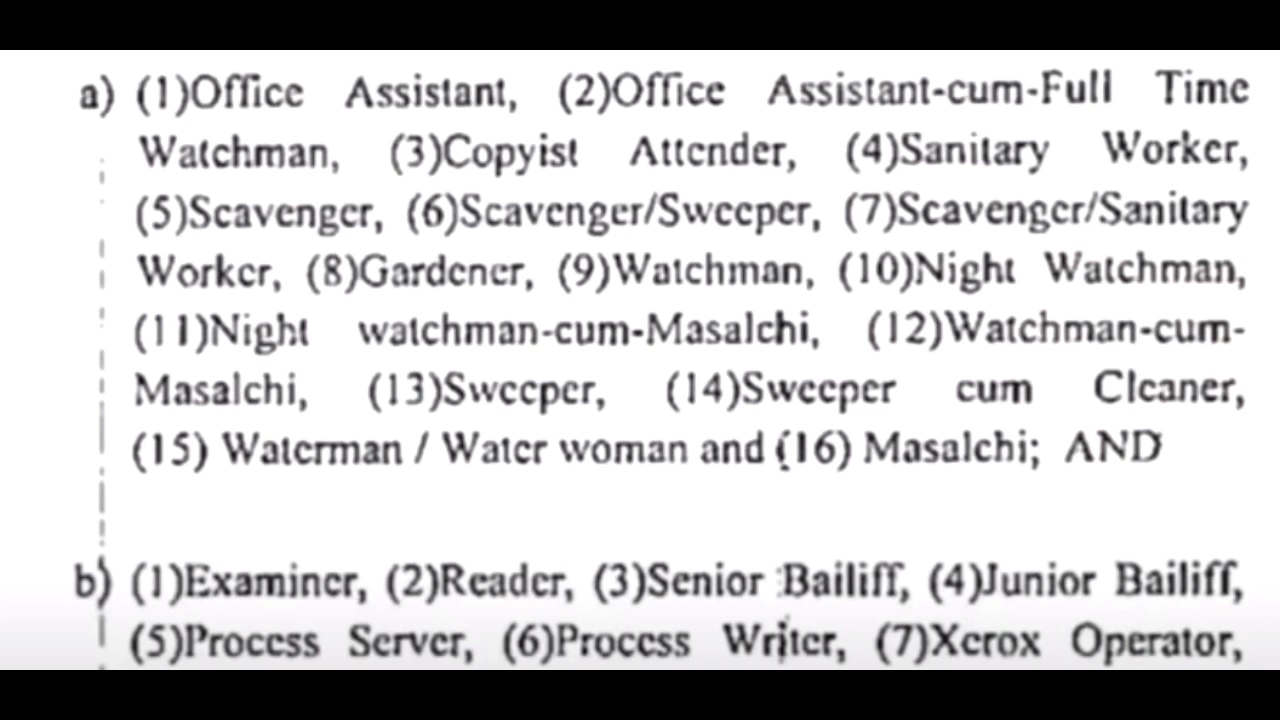 a) (1)Office Assistant, (2)Office Assistant-cum-Full Time
Watchman, (3)Copyist Attender, (4)Sanitary Worker,
(5)Scavenger, (6)Scavenger/Sweeper, (7)Scavenger/Sanitary
Worker, (8)Gardener, (9)Watchman, (10)Night Watchman,
(11)Night watchman-cum-Masalchi, (12)Watchman-cum-
Masalchi, (13)Sweeper, (14)Sweeper cum Cleaner,
(15) Waterman / Water woman and (16) Masalchi; AND
b) (1)Examiner, (2)Reader, (3)Senior Bailiff, (4)Junior Bailiff,
(5)Process Server, (6)Process Writer, (7)Xerox Operator,